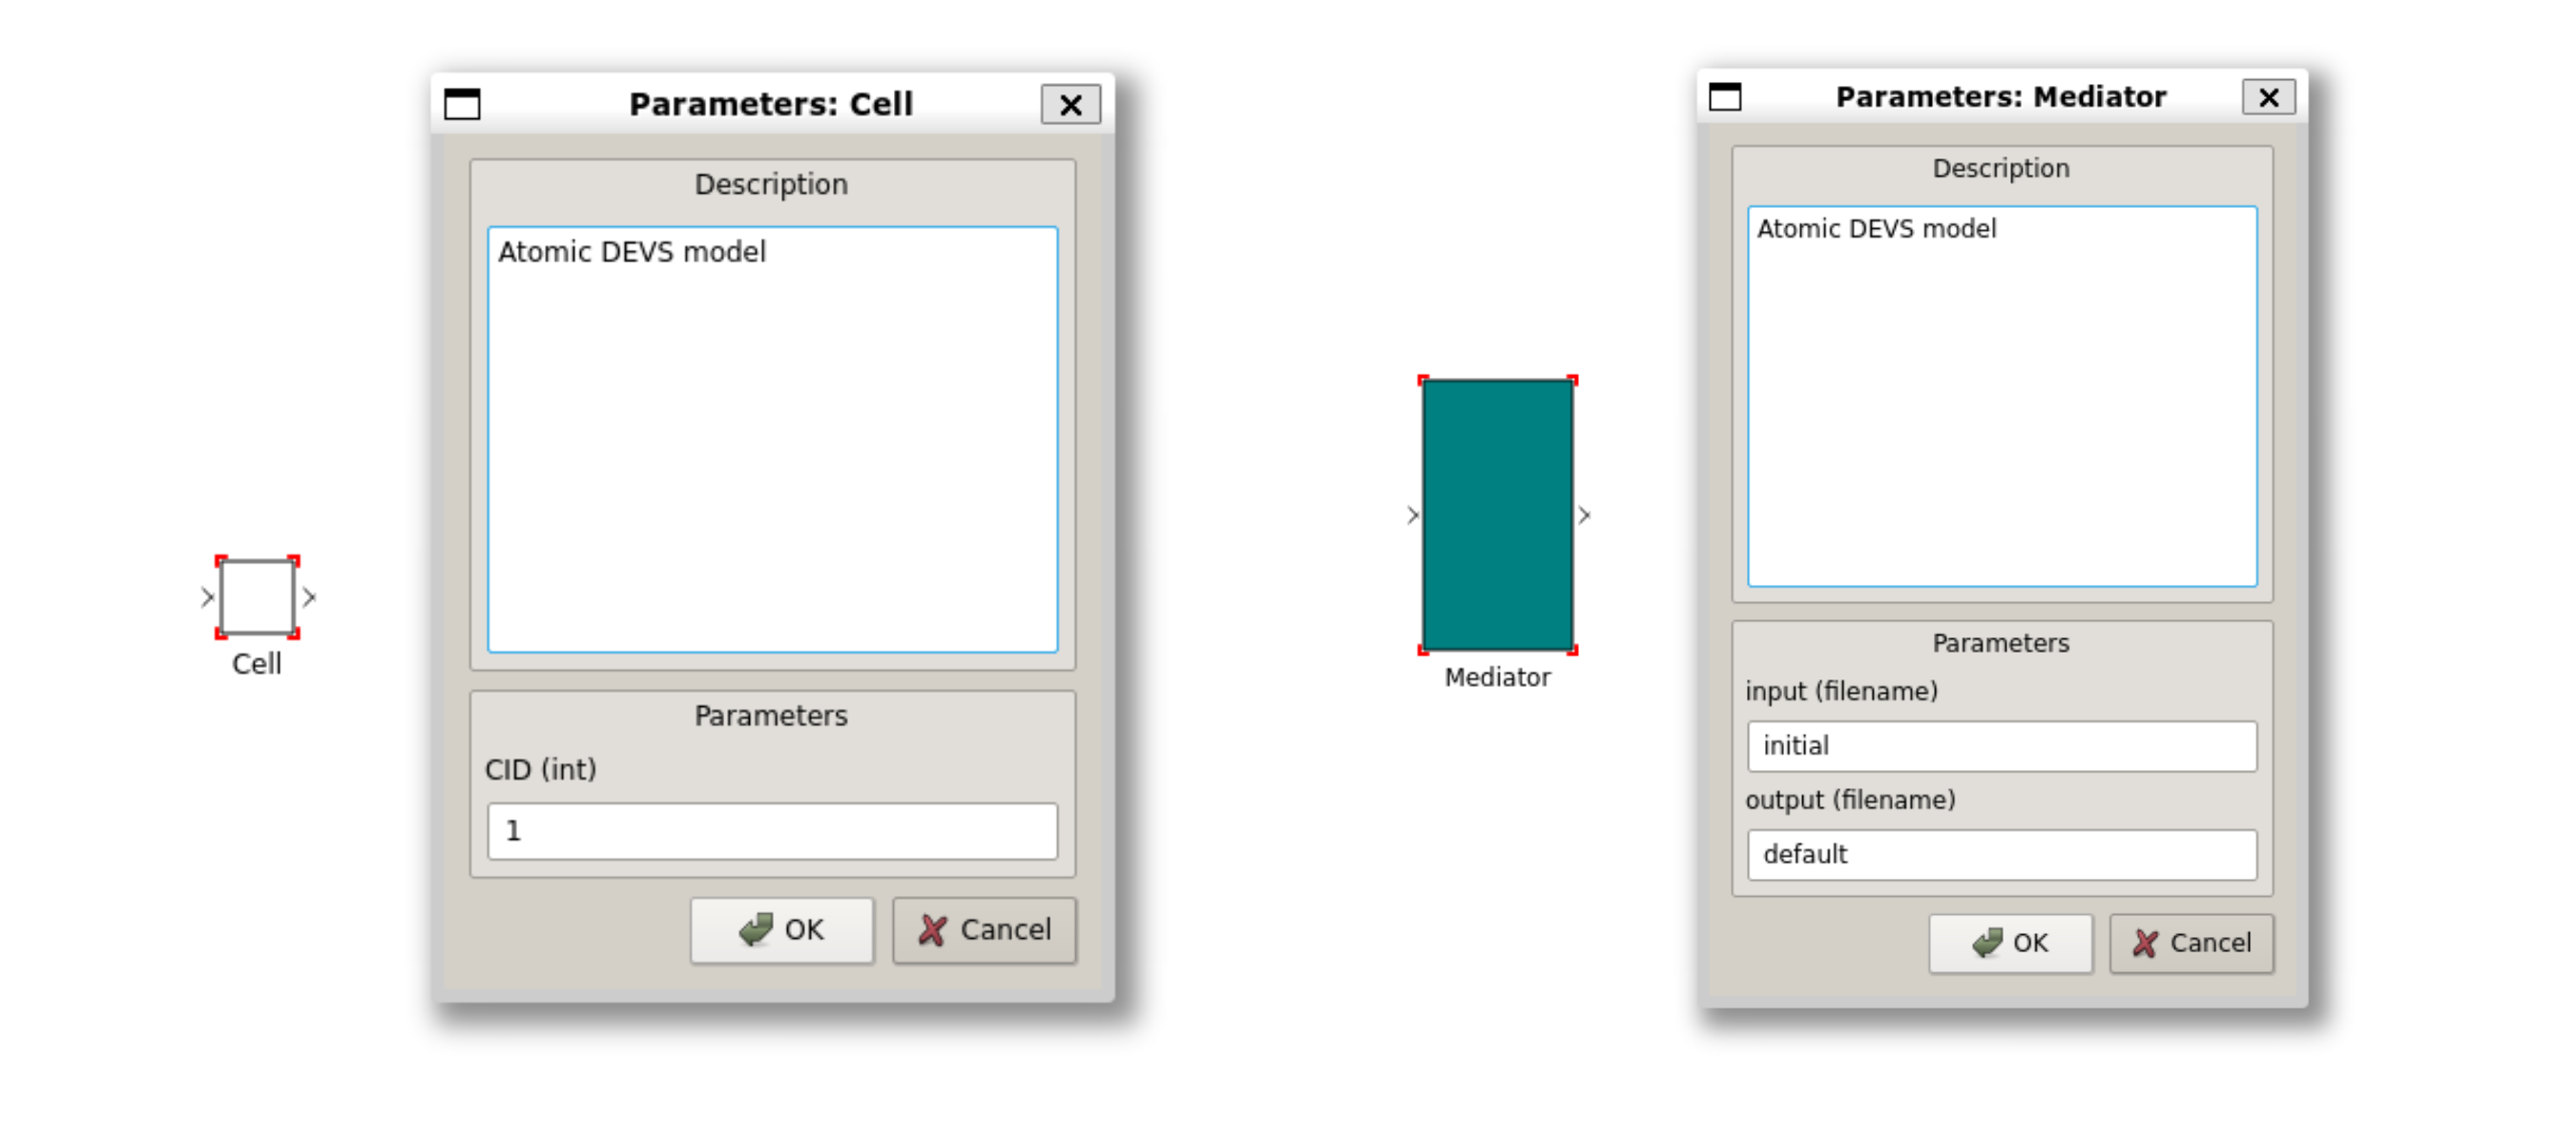 Cell
Parameters: Cell
Description
Atomic DEVS model
Parameters
CID (int)
1
OK
Cancel
Mediator
Parameters: Mediator
Description
Atomic DEVS model
Parameters
input (filename)
initial
output (filename)
default
OK
Cancel